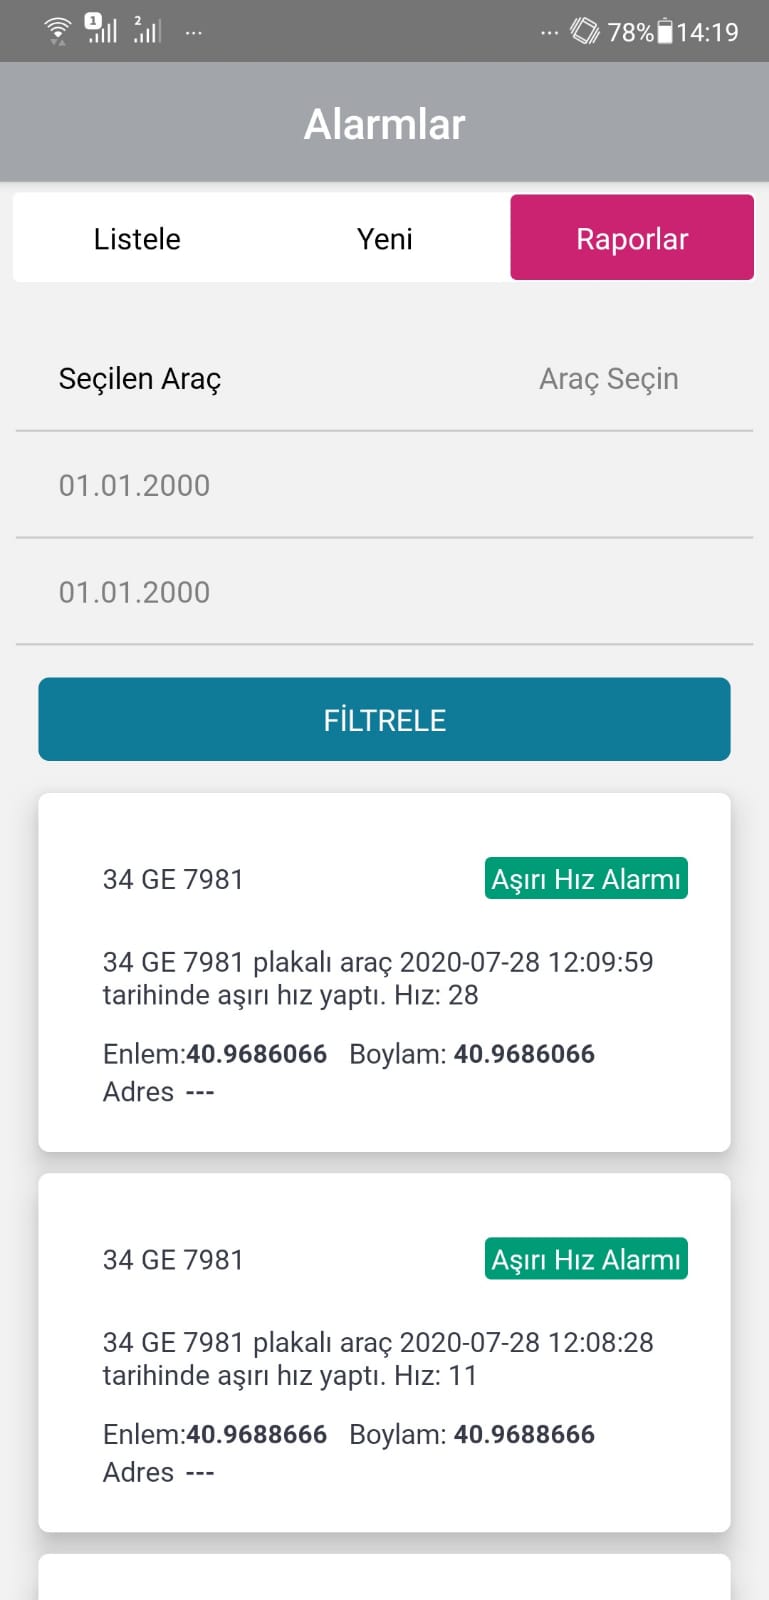 1 2 ... ... 78% 14:19
Alarmlar
Listele Yeni Raporlar
Seçilen Araç Araç Seçin
01.01.2000
01.01.2000
FİLTRELE
34 GE 7981 Aşırı Hız Alarmı
34 GE 7981 plakalı araç 2020-07-28 12:09:59
tarihinde aşırı hız yaptı. Hız: 28
Enlem:40.9686066 Boylam: 40.9686066
Adres ---
34 GE 7981 Aşırı Hız Alarmı
34 GE 7981 plakalı araç 2020-07-28 12:08:28
tarihinde aşırı hız yaptı. Hız: 11
Enlem:40.9688666 Boylam: 40.9688666
Adres ---